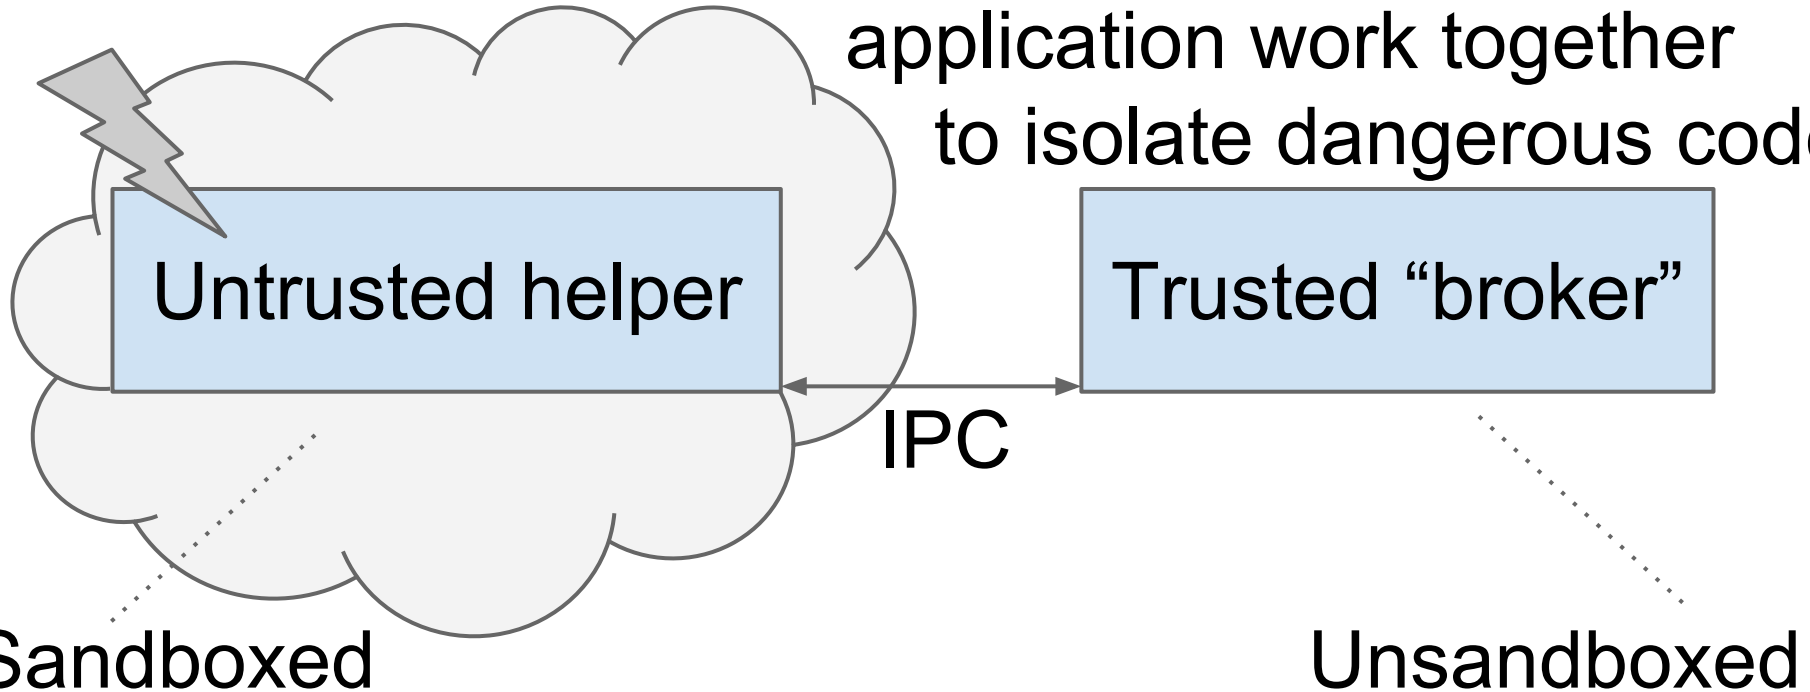 application work together
to isolate dangerous code
Untrusted helper
Trusted “broker”
IPC
Sandboxed
Unsandboxed